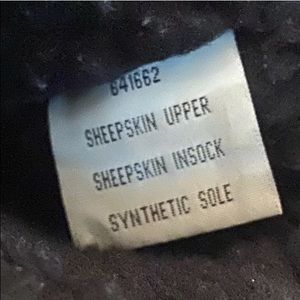 641662
SHEEPSKIN UPPER
SHEEPSKIN INSOCK
SYNTHETIC SOLE